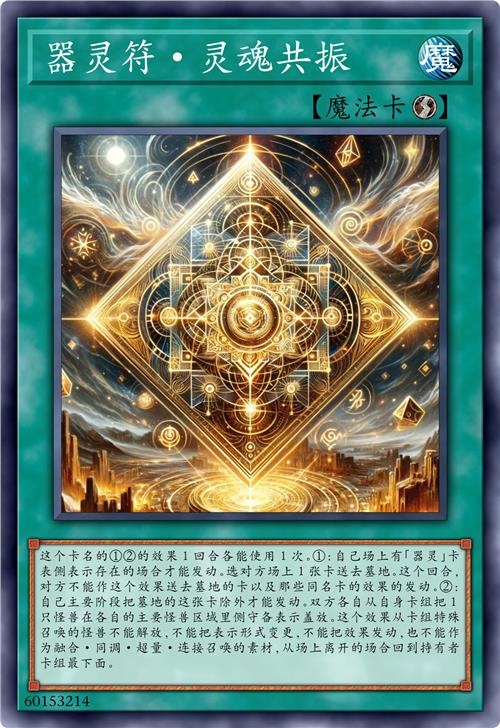 器灵符・灵魂共振
魔
【魔法卡】
这个卡名的①②的效果1回合各能使用1次。①:自己场上有「器灵」卡
表侧表示存在的场合才能发动。选对方场上1张卡送去墓地。这个回合,
对方不能作这个效果送去墓地的卡以及那些同名卡的效果的发动。②:
自己主要阶段把墓地的这张卡除外才能发动。双方各自从自身卡组把1
只怪兽在各自的主要怪兽区域里侧守备表示盖放。这个效果从卡组特殊
召唤的怪兽不能解放,不能把表示形式变更,不能把效果发动,也不能作
为融合・同调・超量・连接召唤的素材,从场上离开的场合回到持有者
卡组最下面。
60153214